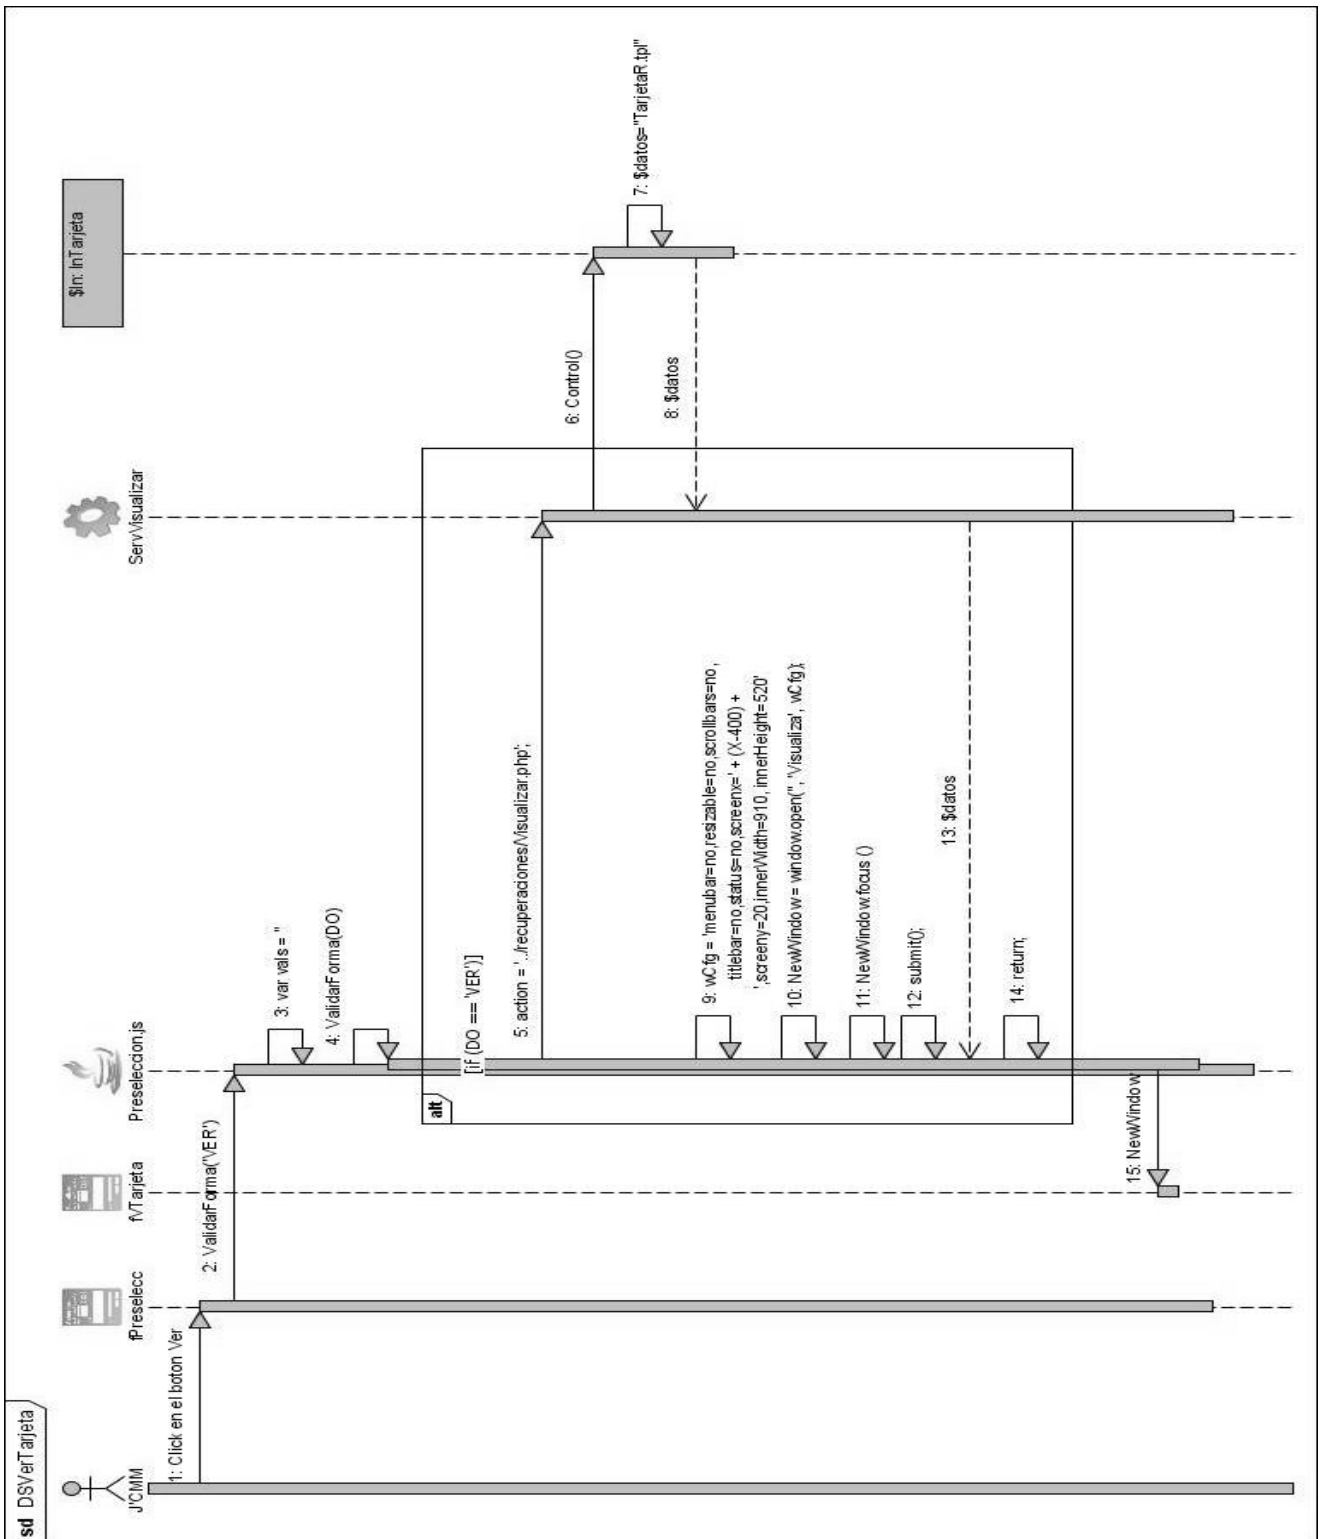 sd DSVerTarjeta
J'CMM
fPreselecc
fVTarjeta
Preseleccion.js
ServVisualizar
$In: InTarjeta
1: Click en el boton Ver
2: ValidarForma('VER')
3: var vals = ''
4: ValidarForma(DO)
alt
[if (DO == 'VER')]
5: action = '../recuperaciones/Visualizar.php';
6: Control()
7: $datos="TarjetaR.tpl"
8: $datos
9: wCfg = 'menubar=no,resizable=no,scrollbars=no,
titlebar=no,status=no,screenx=' + (X-400) +
',screeny=20,innerWidth=910, innerHeight=520'
10: NewWindow = window.open('', 'Visualiza', wCfg);
11: NewWindow.focus ()
12: submit();
13: $datos
14: return;
15: NewWindow